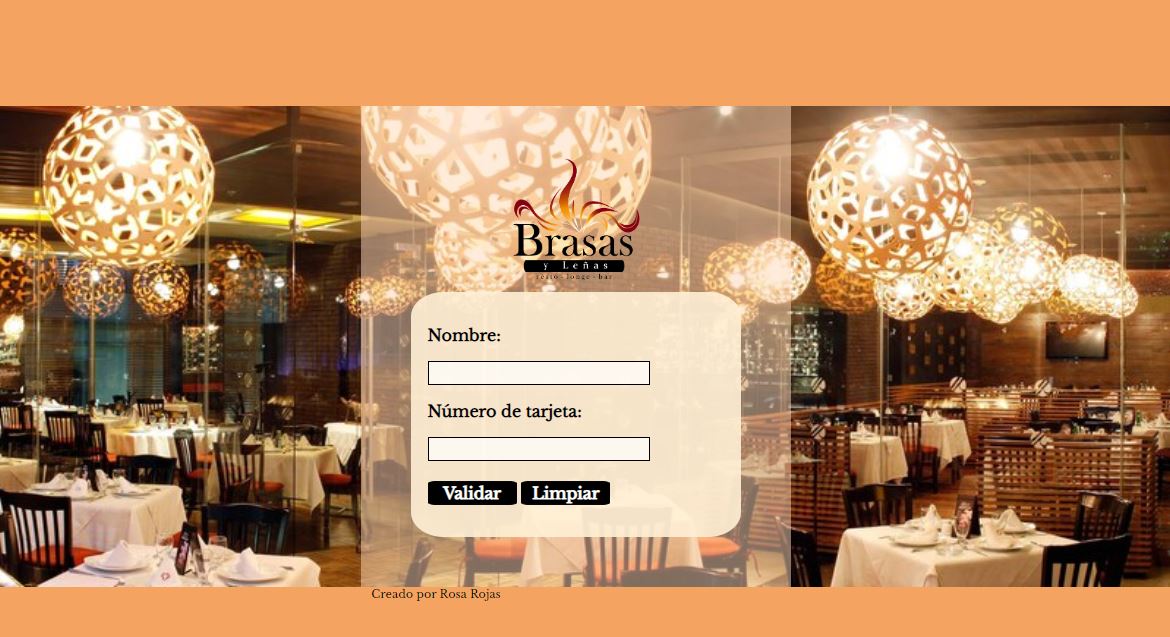 Brasas
y Leñas
resto - longe - bar
Nombre:
Número de tarjeta:
Validar Limpiar
Creado por Rosa Rojas